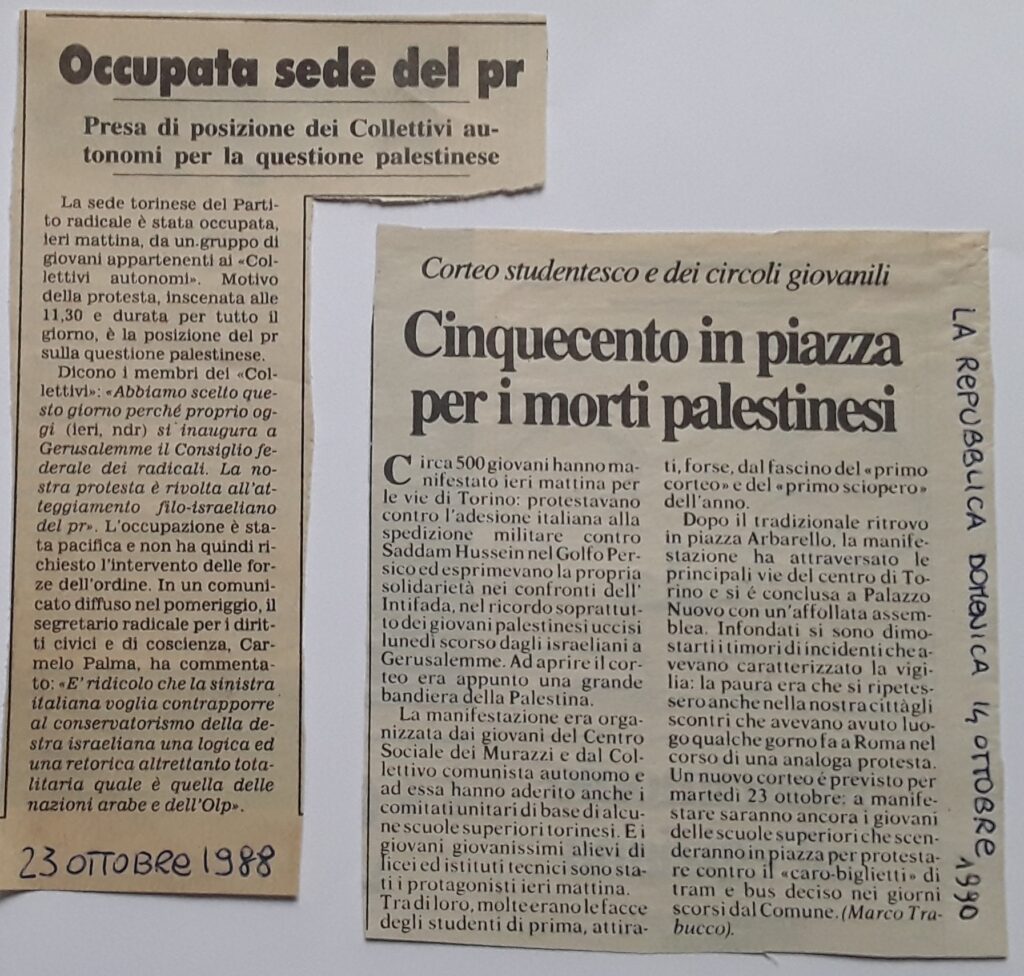 Occupata sede del pr
Presa di posizione dei Collettivi au-
tonomi per la questione palestinese
La sede torinese del Parti-
to radicale è stata occupata,
ieri mattina, da un gruppo di
giovani appartenenti ai «Col-
lettivi autonomi». Motivo
della protesta, inscenata alle
11,30 e durata per tutto il
giorno, è la posizione del pr
sulla questione palestinese.
Dicono i membri dei «Col-
lettivi»: «Abbiamo scelto que-
sto giorno perché proprio og-
gi (ieri, ndr) si inaugura a
Gerusalemme il Consiglio fe-
derale dei radicali. La no-
stra protesta è rivolta all'at-
teggiamento filo-israeliano
del pr». L'occupazione è sta-
ta pacifica e non ha quindi ri-
chiesto l'intervento delle for-
ze dell'ordine. In un comuni-
cato diffuso nel pomeriggio, il
segretario radicale per i dirit-
ti civici e di coscienza, Car-
melo Palma, ha commenta-
to: «E' ridicolo che la sinistra
italiana voglia contrapporre
al conservatorismo della de-
stra israeliana una logica ed
una retorica altrettanto tota-
litaria quale è quella delle
nazioni arabe e dell'Olp».
23 OTTOBRE 1988
Corteo studentesco e dei circoli giovanili
Cinquecento in piazza
per i morti palestinesi
Circa 500 giovani hanno ma-
nifestato ieri mattina per
le vie di Torino: protestavano
contro l'adesione italiana alla
spedizione militare contro
Saddam Hussein nel Golfo Per-
sico ed esprimevano la propria
solidarietà nei confronti dell'
Intifada, nel ricordo soprattut-
to dei giovani palestinesi uccisi
lunedì scorso dagli israeliani a
Gerusalemme. Ad aprire il cor-
teo era appunto una grande
bandiera della Palestina.
La manifestazione era orga-
nizzata dai giovani del Centro
Sociale dei Murazzi e dal Col-
lettivo comunista autonomo e
ad essa hanno aderito anche i
comitati unitari di base di alcu-
ne scuole superiori torinesi. E i
giovani giovanissimi alievi di
licei ed istituti tecnici sono sta-
ti i protagonisti ieri mattina.
Tra di loro, molte erano le facce
degli studenti di prima, attira-
ti, forse, dal fascino del «primo
corteo» e del «primo sciopero»
dell'anno.
Dopo il tradizionale ritrovo
in piazza Arbarello, la manife-
stazione ha attraversato le
principali vie del centro di To-
rino e si é conclusa a Palazzo
Nuovo con un'affollata assem-
blea. Infondati si sono dimo-
starti i timori di incidenti che a-
vevano caratterizzato la vigi-
lia: la paura era che si ripetes-
sero anche nella nostra città gli
scontri che avevano avuto luo-
go qualche gorno fa a Roma nel
corso di una analoga protesta.
Un nuovo corteo é previsto per
martedì 23 ottobre: a manife-
stare saranno ancora i giovani
delle scuole superiori che scen-
deranno in piazza per protesta-
re contro il «caro-biglietti» di
tram e bus deciso nei giorni
scorsi dal Comune. (Marco Tra-
bucco).
LA REPUBBLICA DOMENICA 14 OTTOBRE 1990